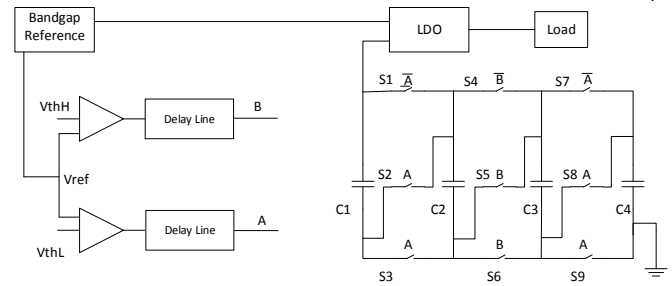 Bandgap
Reference
LDO
Load
VthH
Delay Line
B
Vref
VthL
Delay Line
A
S1 A̅ S4 B̅ S7 A̅
S2 A S5 B S8 A
C1 C2 C3 C4
A B A
S3 S6 S9